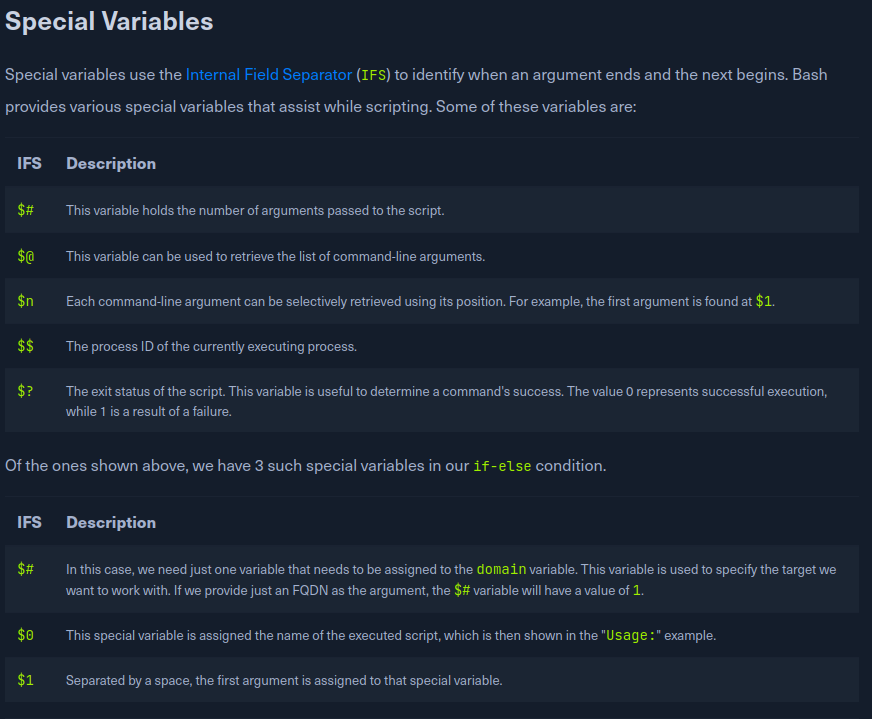 Special Variables
Special variables use the Internal Field Separator (IFS) to identify when an argument ends and the next begins. Bash
provides various special variables that assist while scripting. Some of these variables are:
IFS Description
$# This variable holds the number of arguments passed to the script.
$@ This variable can be used to retrieve the list of command-line arguments.
$n Each command-line argument can be selectively retrieved using its position. For example, the first argument is found at $1.
$$ The process ID of the currently executing process.
$? The exit status of the script. This variable is useful to determine a command's success. The value 0 represents successful execution,
while 1 is a result of a failure.
Of the ones shown above, we have 3 such special variables in our if-else condition.
IFS Description
$# In this case, we need just one variable that needs to be assigned to the domain variable. This variable is used to specify the target we
want to work with. If we provide just an FQDN as the argument, the $# variable will have a value of 1.
$0 This special variable is assigned the name of the executed script, which is then shown in the "Usage:" example.
$1 Separated by a space, the first argument is assigned to that special variable.